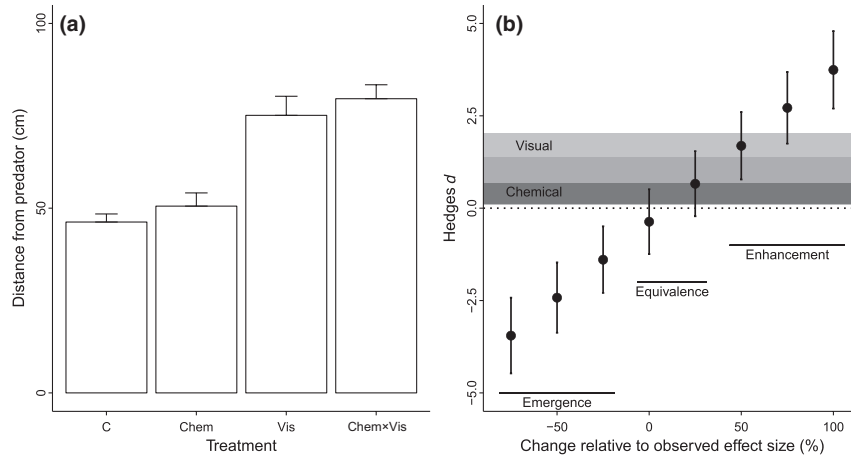 (a)
100
50
0
Distance from predator (cm)
C Chem Vis Chem×Vis
Treatment
(b)
5.0
2.5
0.0
−2.5
−5.0
Hedges d
Visual
Chemical
Enhancement
Equivalence
Emergence
−50 0 50 100
Change relative to observed effect size (%)